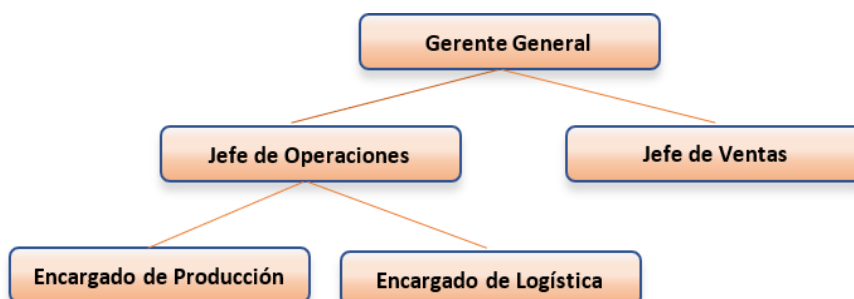 Gerente General
Jefe de Operaciones
Jefe de Ventas
Encargado de Producción
Encargado de Logística